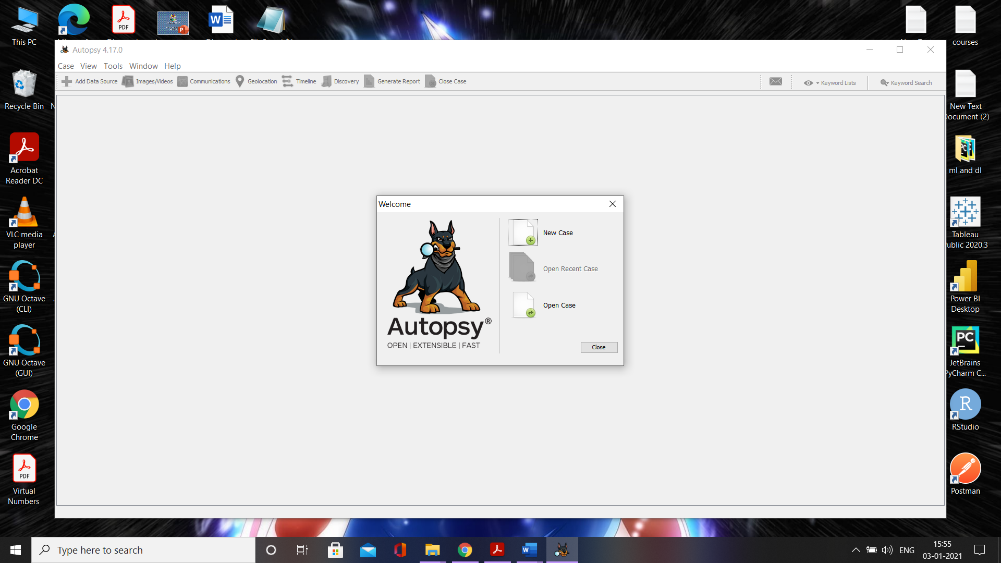 This PC
Autopsy 4.17.0
courses
Case View Tools Window Help
Add Data Source Images/Videos Communications Geolocation Timeline Discovery Generate Report Close Case Keyword Lists Keyword Search
Recycle Bin
New Text
Document (2)
Welcome
Acrobat
Reader DC
ml and dl
New Case
VLC media
player
Tableau
Public 2020.3
Open Recent Case
GNU Octave
(CLI)
Power BI
Desktop
Open Case
Autopsy®
OPEN | EXTENSIBLE | FAST
Close
GNU Octave
(GUI)
JetBrains
PyCharm C...
Google
Chrome
RStudio
Virtual
Numbers
Postman
Type here to search
ENG
15:55
03-01-2021